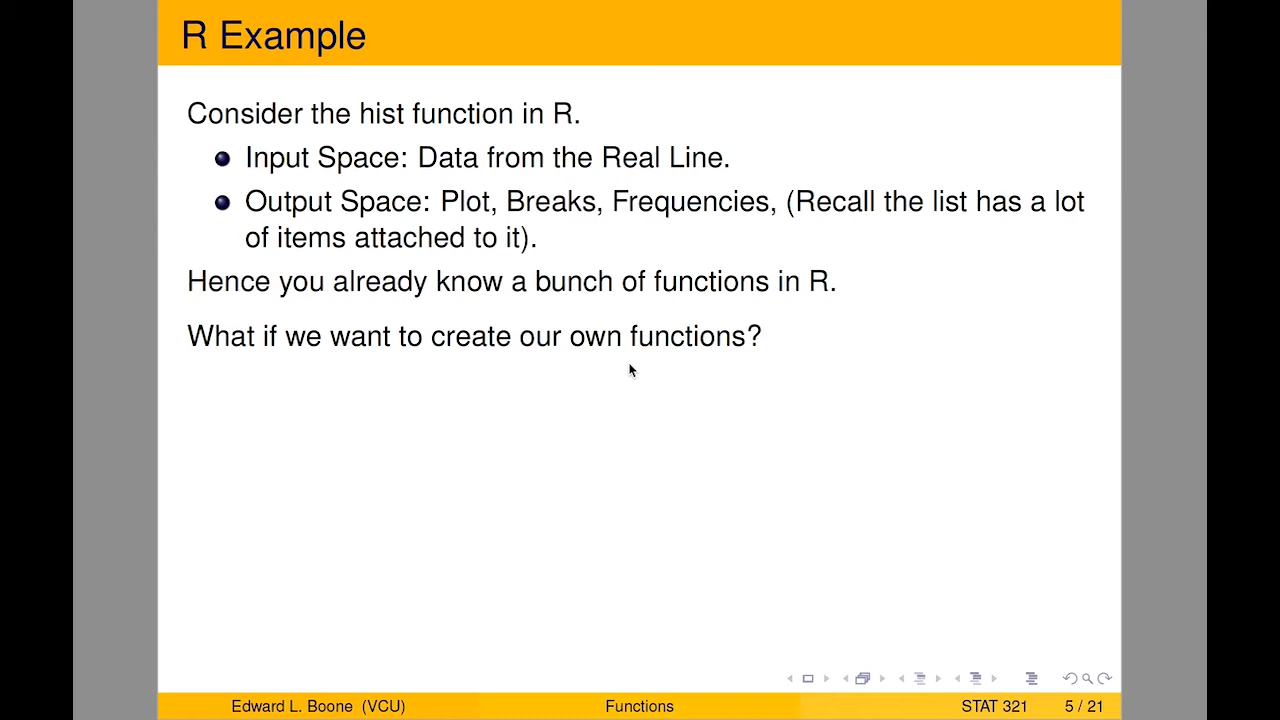 R Example
Consider the hist function in R.
Input Space: Data from the Real Line.
Output Space: Plot, Breaks, Frequencies, (Recall the list has a lot
of items attached to it).
Hence you already know a bunch of functions in R.
What if we want to create our own functions?
Edward L. Boone (VCU) Functions STAT 321 5 / 21